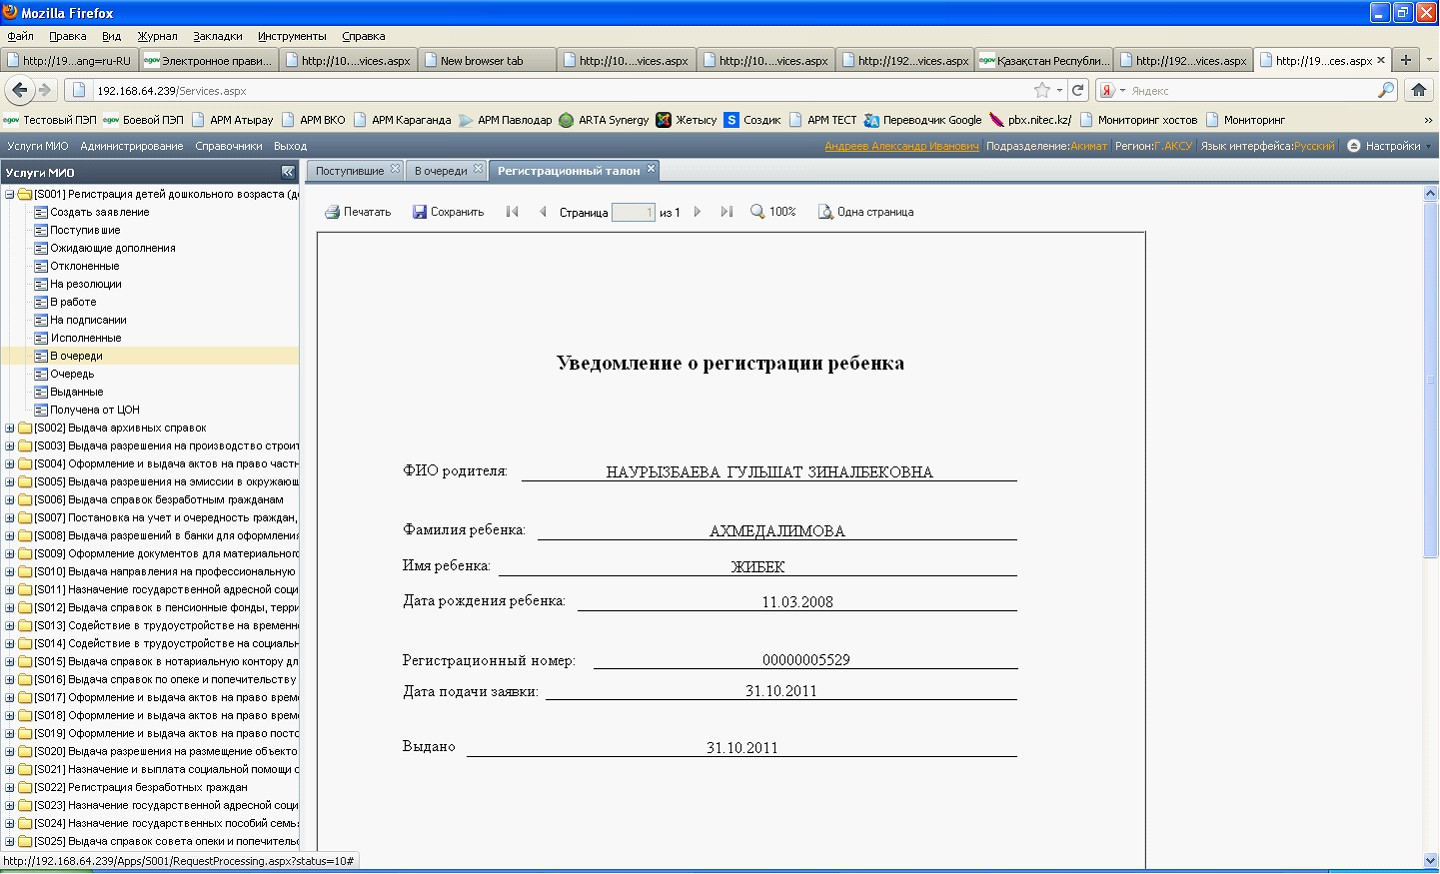 Mozilla Firefox
Файл Правка Вид Журнал Закладки Инструменты Справка
http://19...ang=ru-RU egov Электронное прави... http://10....vices.aspx New browser tab http://10....vices.aspx http://10....vices.aspx http://192...vices.aspx egov Қазақстан Республи... http://192...vices.aspx http://19...ces.aspx
192.168.64.239/Services.aspx Я Яндекс
egov Тестовый ПЭП egov Боевой ПЭП АРМ Атырау АРМ ВКО АРМ Караганда АРМ Павлодар ARTA Synergy Жетысу S Создик АРМ ТЕСТ Переводчик Google pbx.nitec.kz/ Мониторинг хостов Мониторинг »
Услуги МИО Администрирование Справочники Выход Андреев Александр Иванович Подразделение:Акимат Регион:Г.АКСУ Язык интерфейса:Русский Настройки
Услуги МИО
Поступившие В очереди Регистрационный талон
[S001] Регистрация детей дошкольного возраста (д
Создать заявление
Поступившие
Ожидающие дополнения
Отклоненные
На резолюции
В работе
На подписании
Исполненные
В очереди
Очередь
Выданные
Получена от ЦОН
[S002] Выдача архивных справок
[S003] Выдача разрешения на производство строит
[S004] Оформление и выдача актов на право частн
[S005] Выдача разрешения на эмиссии в окружающ
[S006] Выдача справок безработным гражданам
[S007] Постановка на учет и очередность граждан,
[S008] Выдача разрешений в банки для оформления
[S009] Оформление документов для материального
[S010] Выдача направления на профессиональную
[S011] Назначение государственной адресной соци
[S012] Выдача справок в пенсионные фонды, терри
[S013] Содействие в трудоустройстве на временно
[S014] Содействие в трудоустройстве на социальн
[S015] Выдача справок в нотариальную контору дл
[S016] Выдача справок по опеке и попечительству
[S017] Оформление и выдача актов на право врем
[S018] Оформление и выдача актов на право врем
[S019] Оформление и выдача актов на право посто
[S020] Выдача разрешения на размещение объекто
[S021] Назначение и выплата социальной помощи о
[S022] Регистрация безработных граждан
[S023] Назначение государственной адресной соци
[S024] Назначение государственных пособий семь
[S025] Выдача справок совета опеки и попечительс
http://192.168.64.239/Apps/S001/RequestProcessing.aspx?status=10#
Печатать Сохранить Страница 1 из 1 100% Одна страница
Уведомление о регистрации ребенка
ФИО родителя: НАУРЫЗБАЕВА ГУЛЬШАТ ЗИНАЛБЕКОВНА
Фамилия ребенка: АХМЕДАЛИМОВА
Имя ребенка: ЖИБЕК
Дата рождения ребенка: 11.03.2008
Регистрационный номер: 00000005529
Дата подачи заявки: 31.10.2011
Выдано 31.10.2011